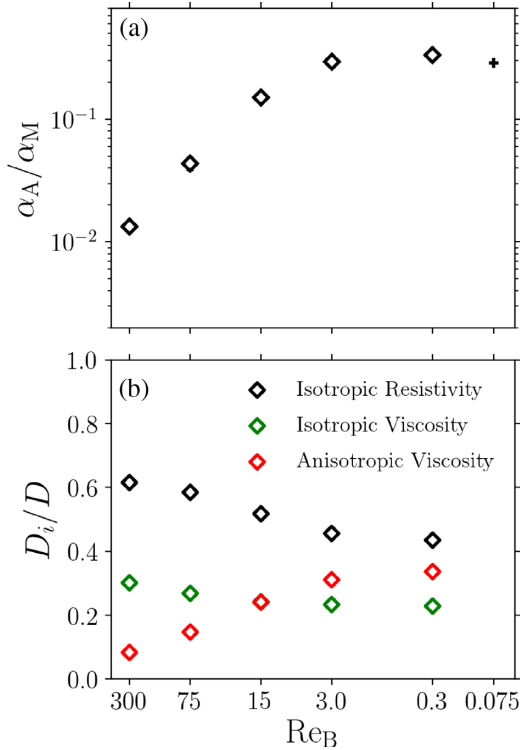 (a)
10⁻¹
10⁻²
α_A/α_M
(b)
1.0
0.8
0.6
0.4
0.2
0.0
D_i/D
Isotropic Resistivity
Isotropic Viscosity
Anisotropic Viscosity
300 75 15 3.0 0.3 0.075
Re_B